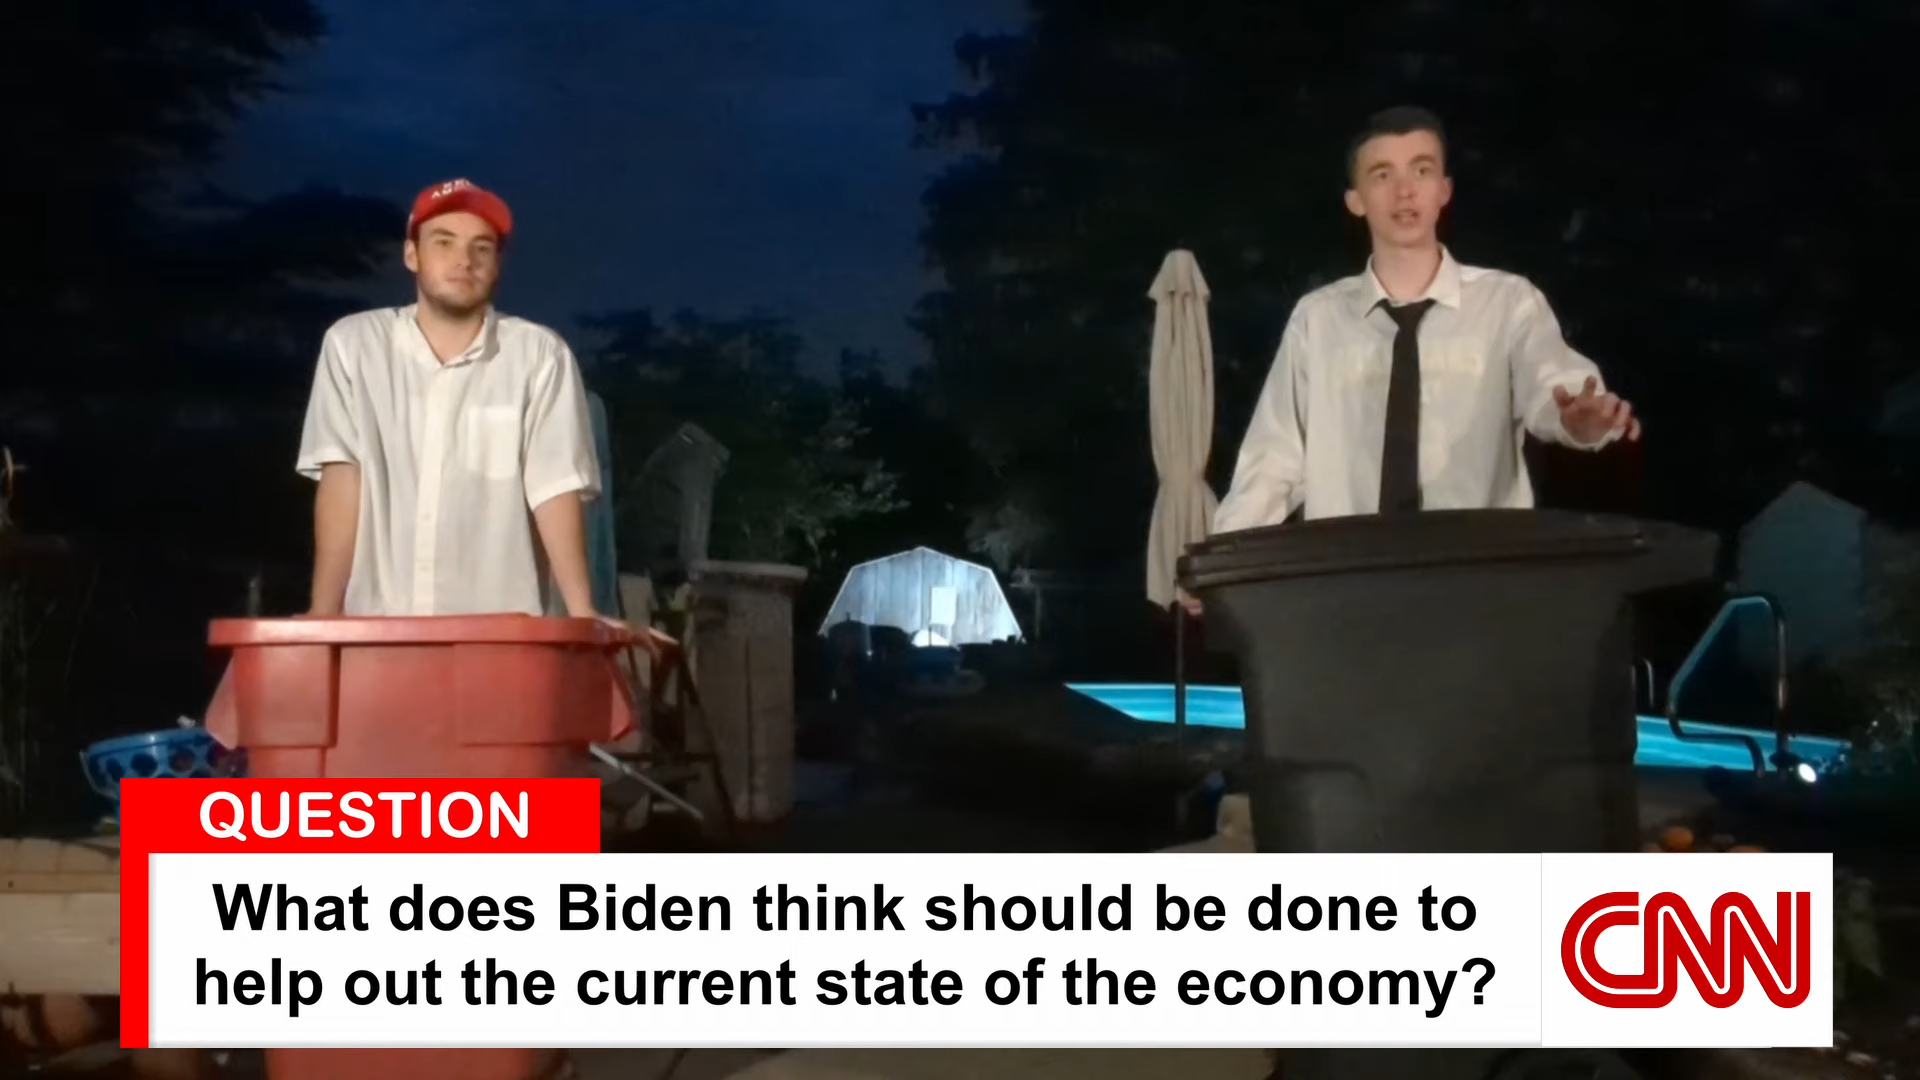 QUESTION
What does Biden think should be done to
help out the current state of the economy?
CNN